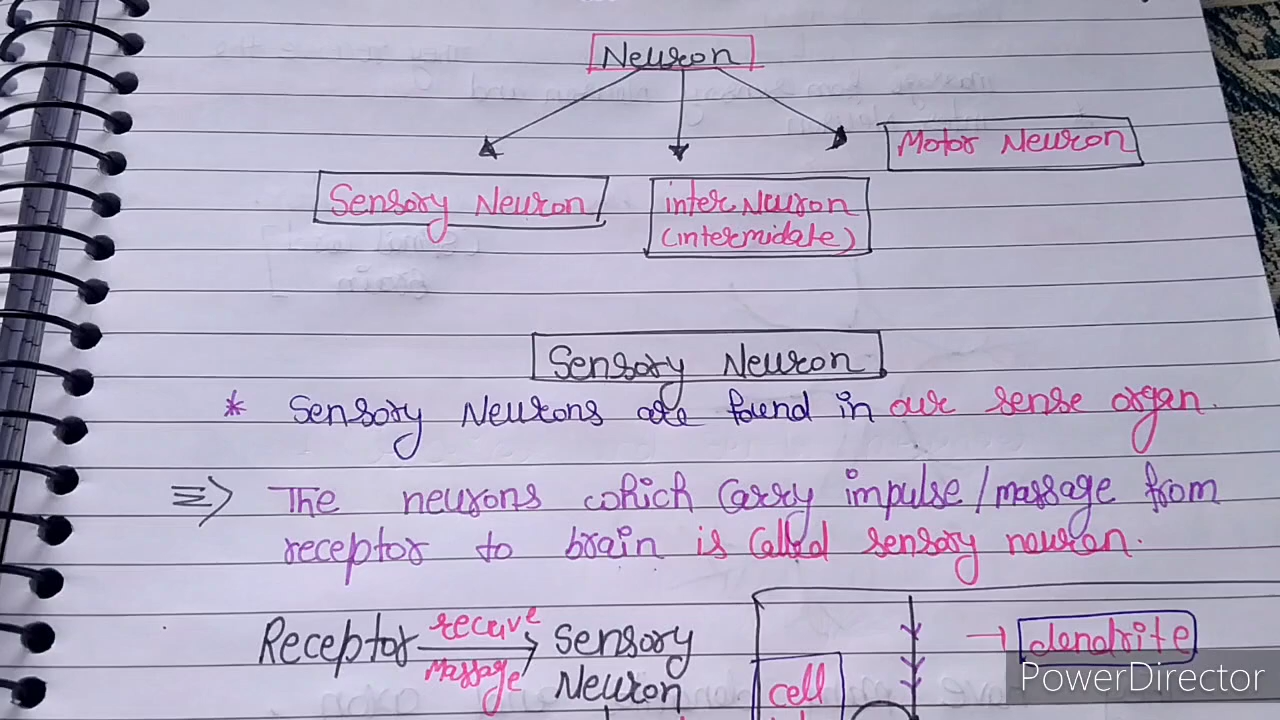 Neuron
Motor Neuron
Sensory Neuron
inter Neuron
(intermidate)
Sensory Neuron
* Sensory Neurons are found in our sense organ.
⇒ The neurons which carry impulse/massage from
receptor to brain is called sensory neuron.
Receptor receive massage → sensory
Neuron
→ dendrite
cell
PowerDirector